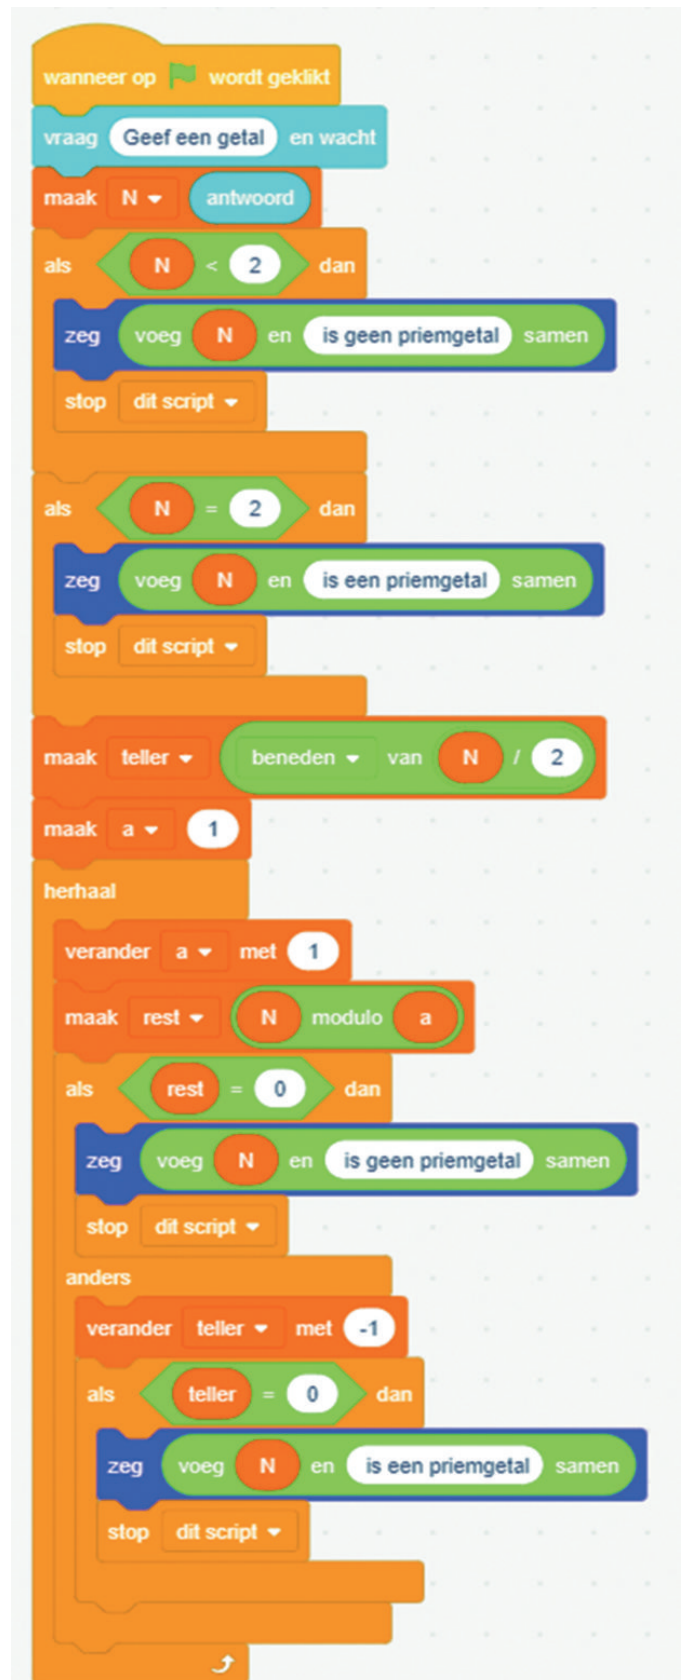 wanneer op wordt geklikt
vraag Geef een getal en wacht
maak N antwoord
als N < 2 dan
zeg voeg N en is geen priemgetal samen
stop dit script
als N = 2 dan
zeg voeg N en is een priemgetal samen
stop dit script
maak teller beneden van N / 2
maak a 1
herhaal
verander a met 1
maak rest N modulo a
als rest = 0 dan
zeg voeg N en is geen priemgetal samen
stop dit script
anders
verander teller met -1
als teller = 0 dan
zeg voeg N en is een priemgetal samen
stop dit script